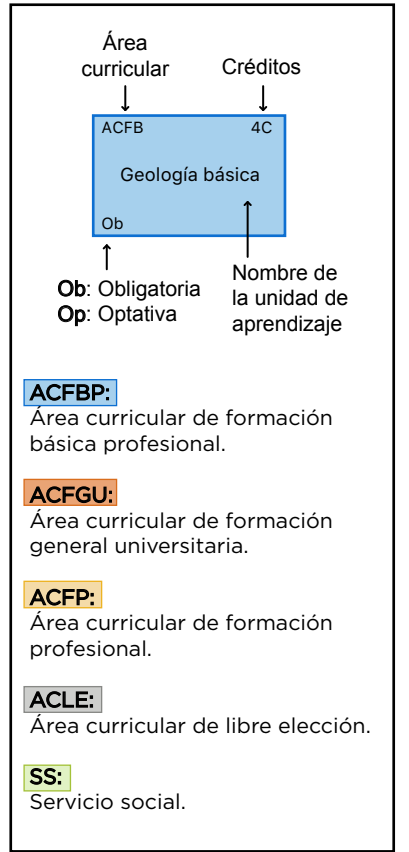 Área
curricular
Créditos
ACFB
4C
Geología básica
Ob
Ob: Obligatoria
Op: Optativa
Nombre de
la unidad de
aprendizaje
ACFBP:
Área curricular de formación
básica profesional.
ACFGU:
Área curricular de formación
general universitaria.
ACFP:
Área curricular de formación
profesional.
ACLE:
Área curricular de libre elección.
SS:
Servicio social.